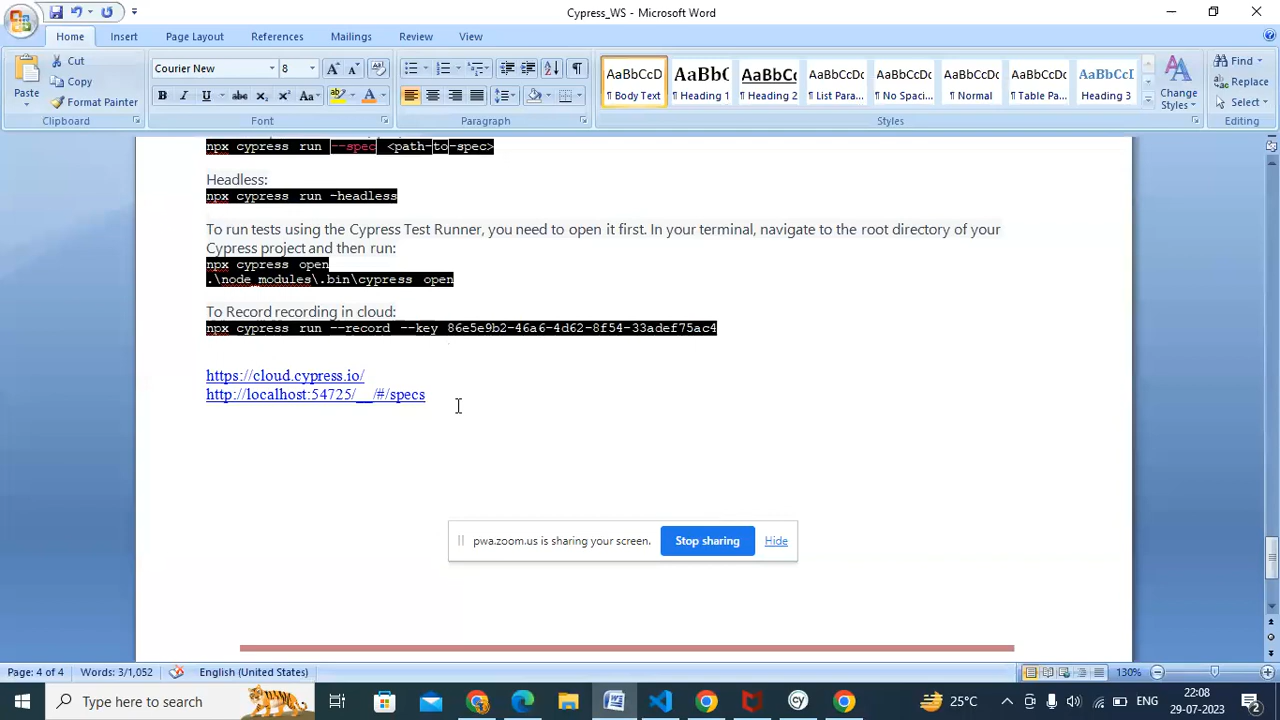 Cypress_WS - Microsoft Word
Home Insert Page Layout References Mailings Review View
Paste Cut Copy Format Painter Clipboard
Courier New 8 Font
Paragraph
AaBbCcD ¶ Body Text
AaBbC ¶ Heading 1
AaBbCc ¶ Heading 2
AaBbCcDc ¶ List Para...
AaBbCcDc ¶ No Spaci...
AaBbCcDc ¶ Normal
AaBbCcDc ¶ Table Pa...
AaBbCcI Heading 3
Styles
Change Styles
Find
Replace
Select
Editing
npx cypress run --spec <path-to-spec>
Headless:
npx cypress run -headless
To run tests using the Cypress Test Runner, you need to open it first. In your terminal, navigate to the root directory of your
Cypress project and then run:
npx cypress open
.\node_modules\.bin\cypress open
To Record recording in cloud:
npx cypress run --record --key 86e5e9b2-46a6-4d62-8f54-33adef75ac4
https://cloud.cypress.io/
http://localhost:54725/__/#/specs
pwa.zoom.us is sharing your screen. Stop sharing Hide
Page: 4 of 4 Words: 3/1,052 English (United States) 130%
Type here to search
25°C ENG
22:08
29-07-2023
2